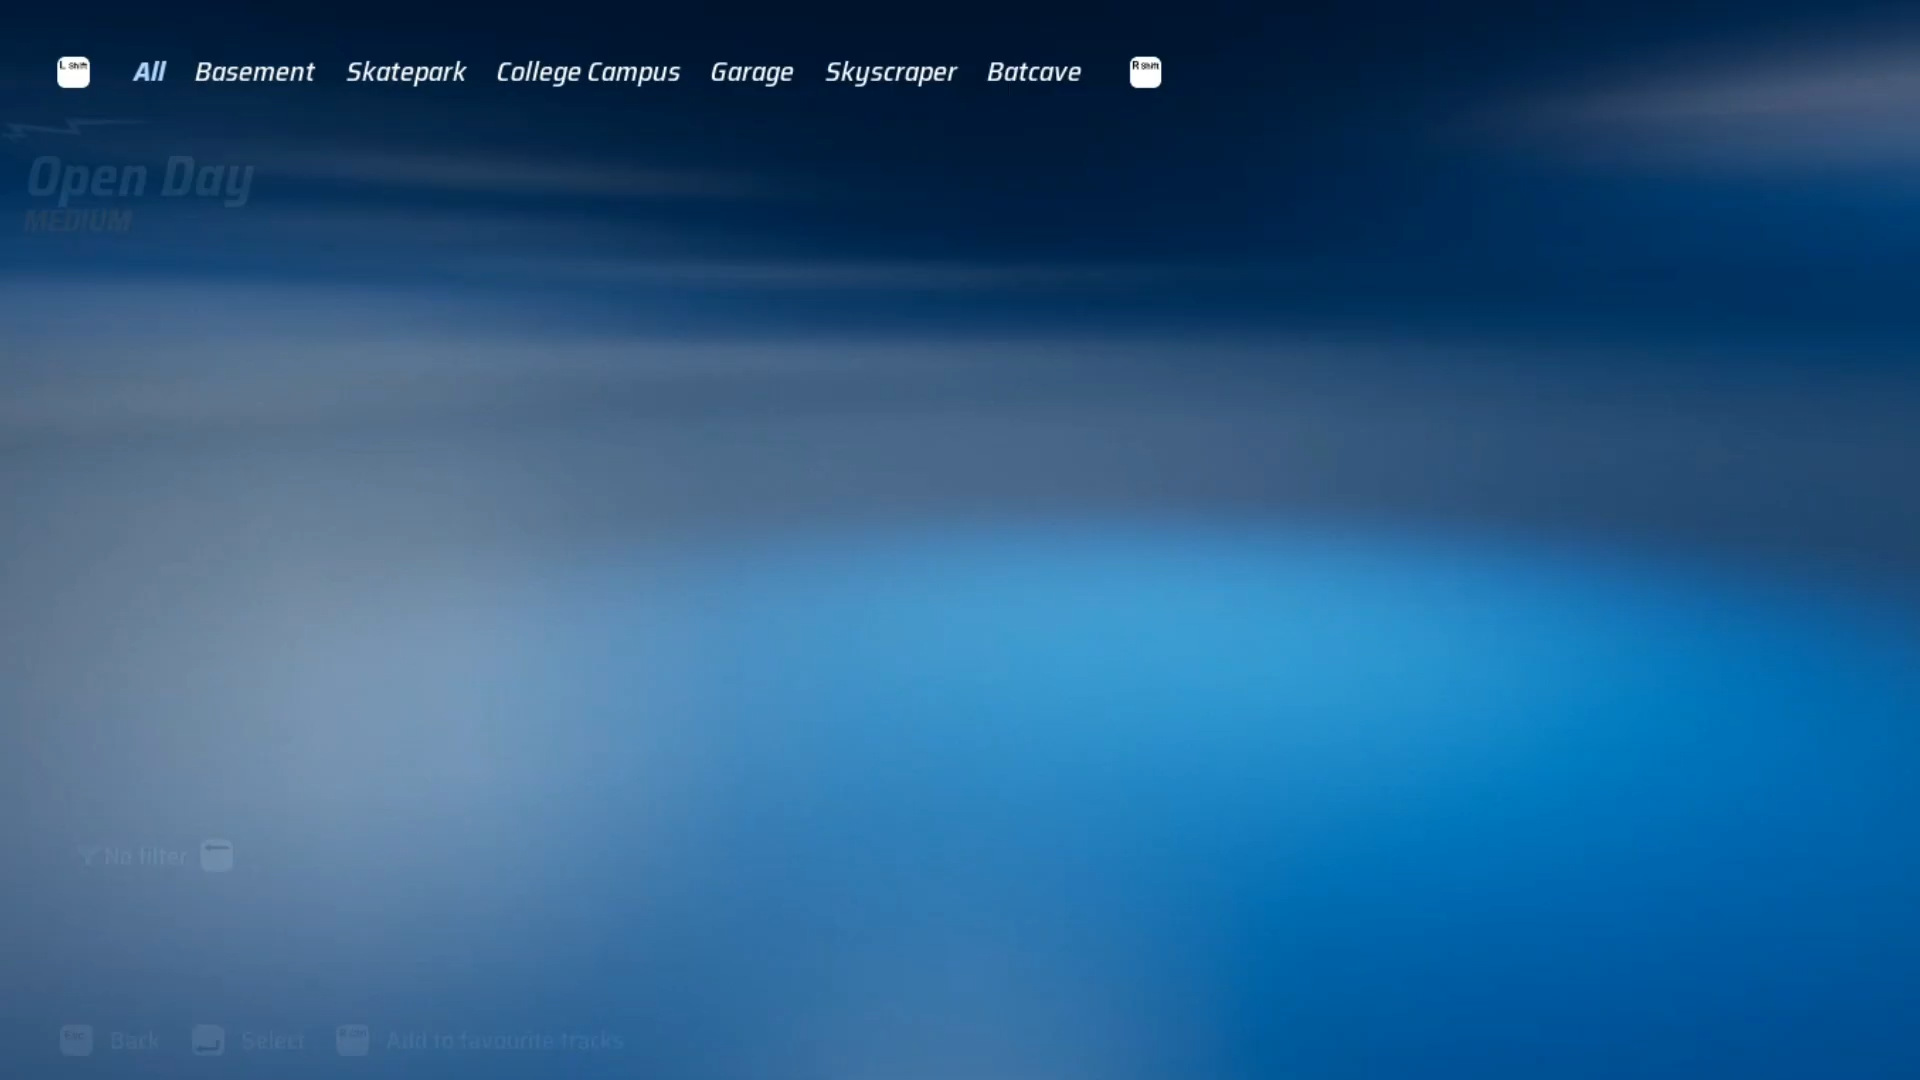 L Shift All Basement Skatepark College Campus Garage Skyscraper Batcave R Shift
Open Day
MEDIUM
No filter
Esc Back Select Add to favourite tracks